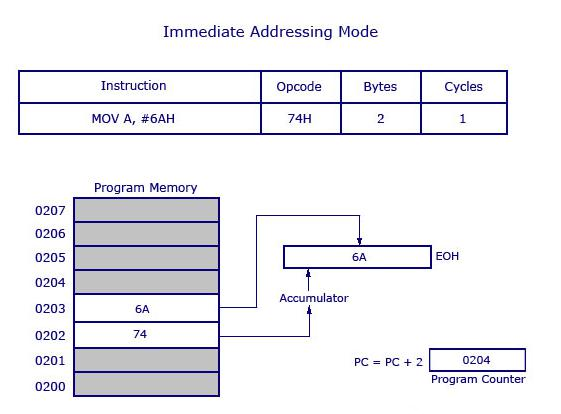 Immediate Addressing Mode
Instruction Opcode Bytes Cycles
MOV A, #6AH 74H 2 1
Program Memory
0207
0206
0205
6A EOH
0204
Accumulator
0203 6A
0202 74
0201
PC = PC + 2 0204
Program Counter
0200